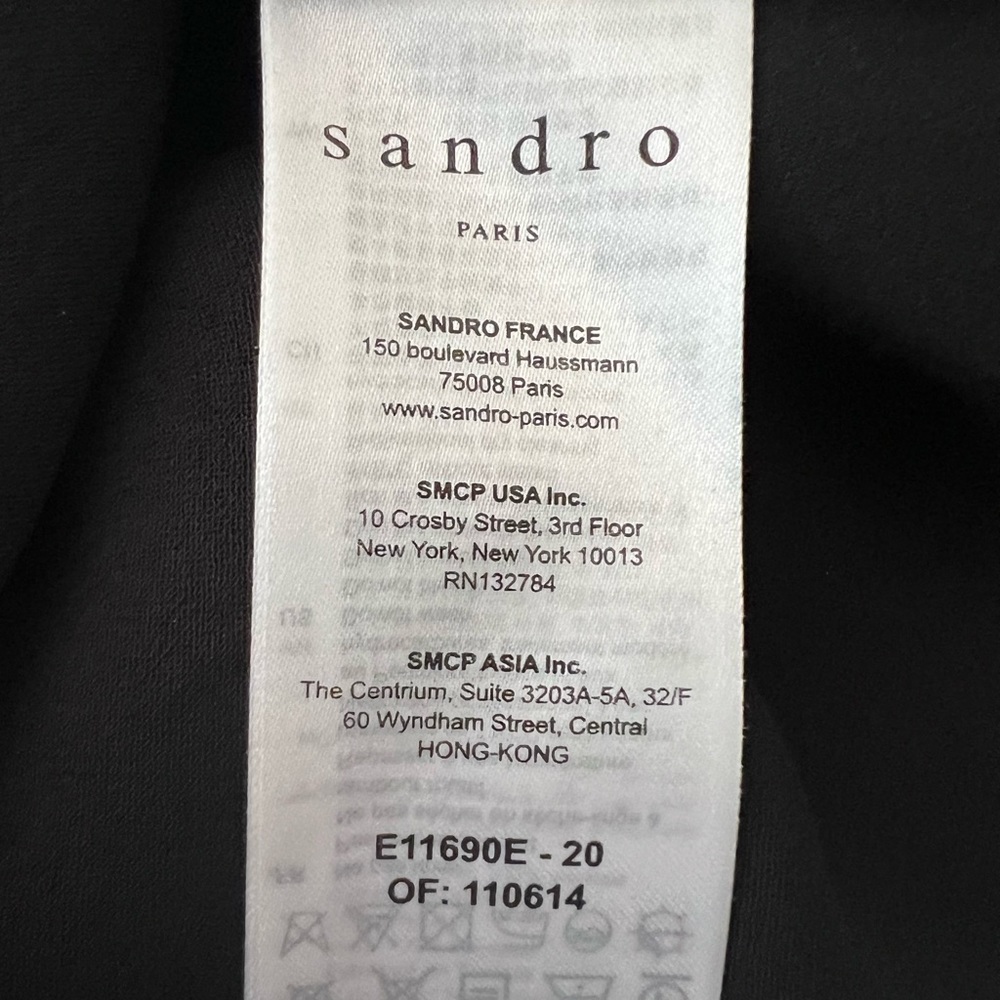 sandro
PARIS
SANDRO FRANCE
150 boulevard Haussmann
75008 Paris
www.sandro-paris.com
SMCP USA Inc.
10 Crosby Street, 3rd Floor
New York, New York 10013
RN132784
SMCP ASIA Inc.
The Centrium, Suite 3203A-5A, 32/F
60 Wyndham Street, Central
HONG-KONG
E11690E - 20
OF: 110614